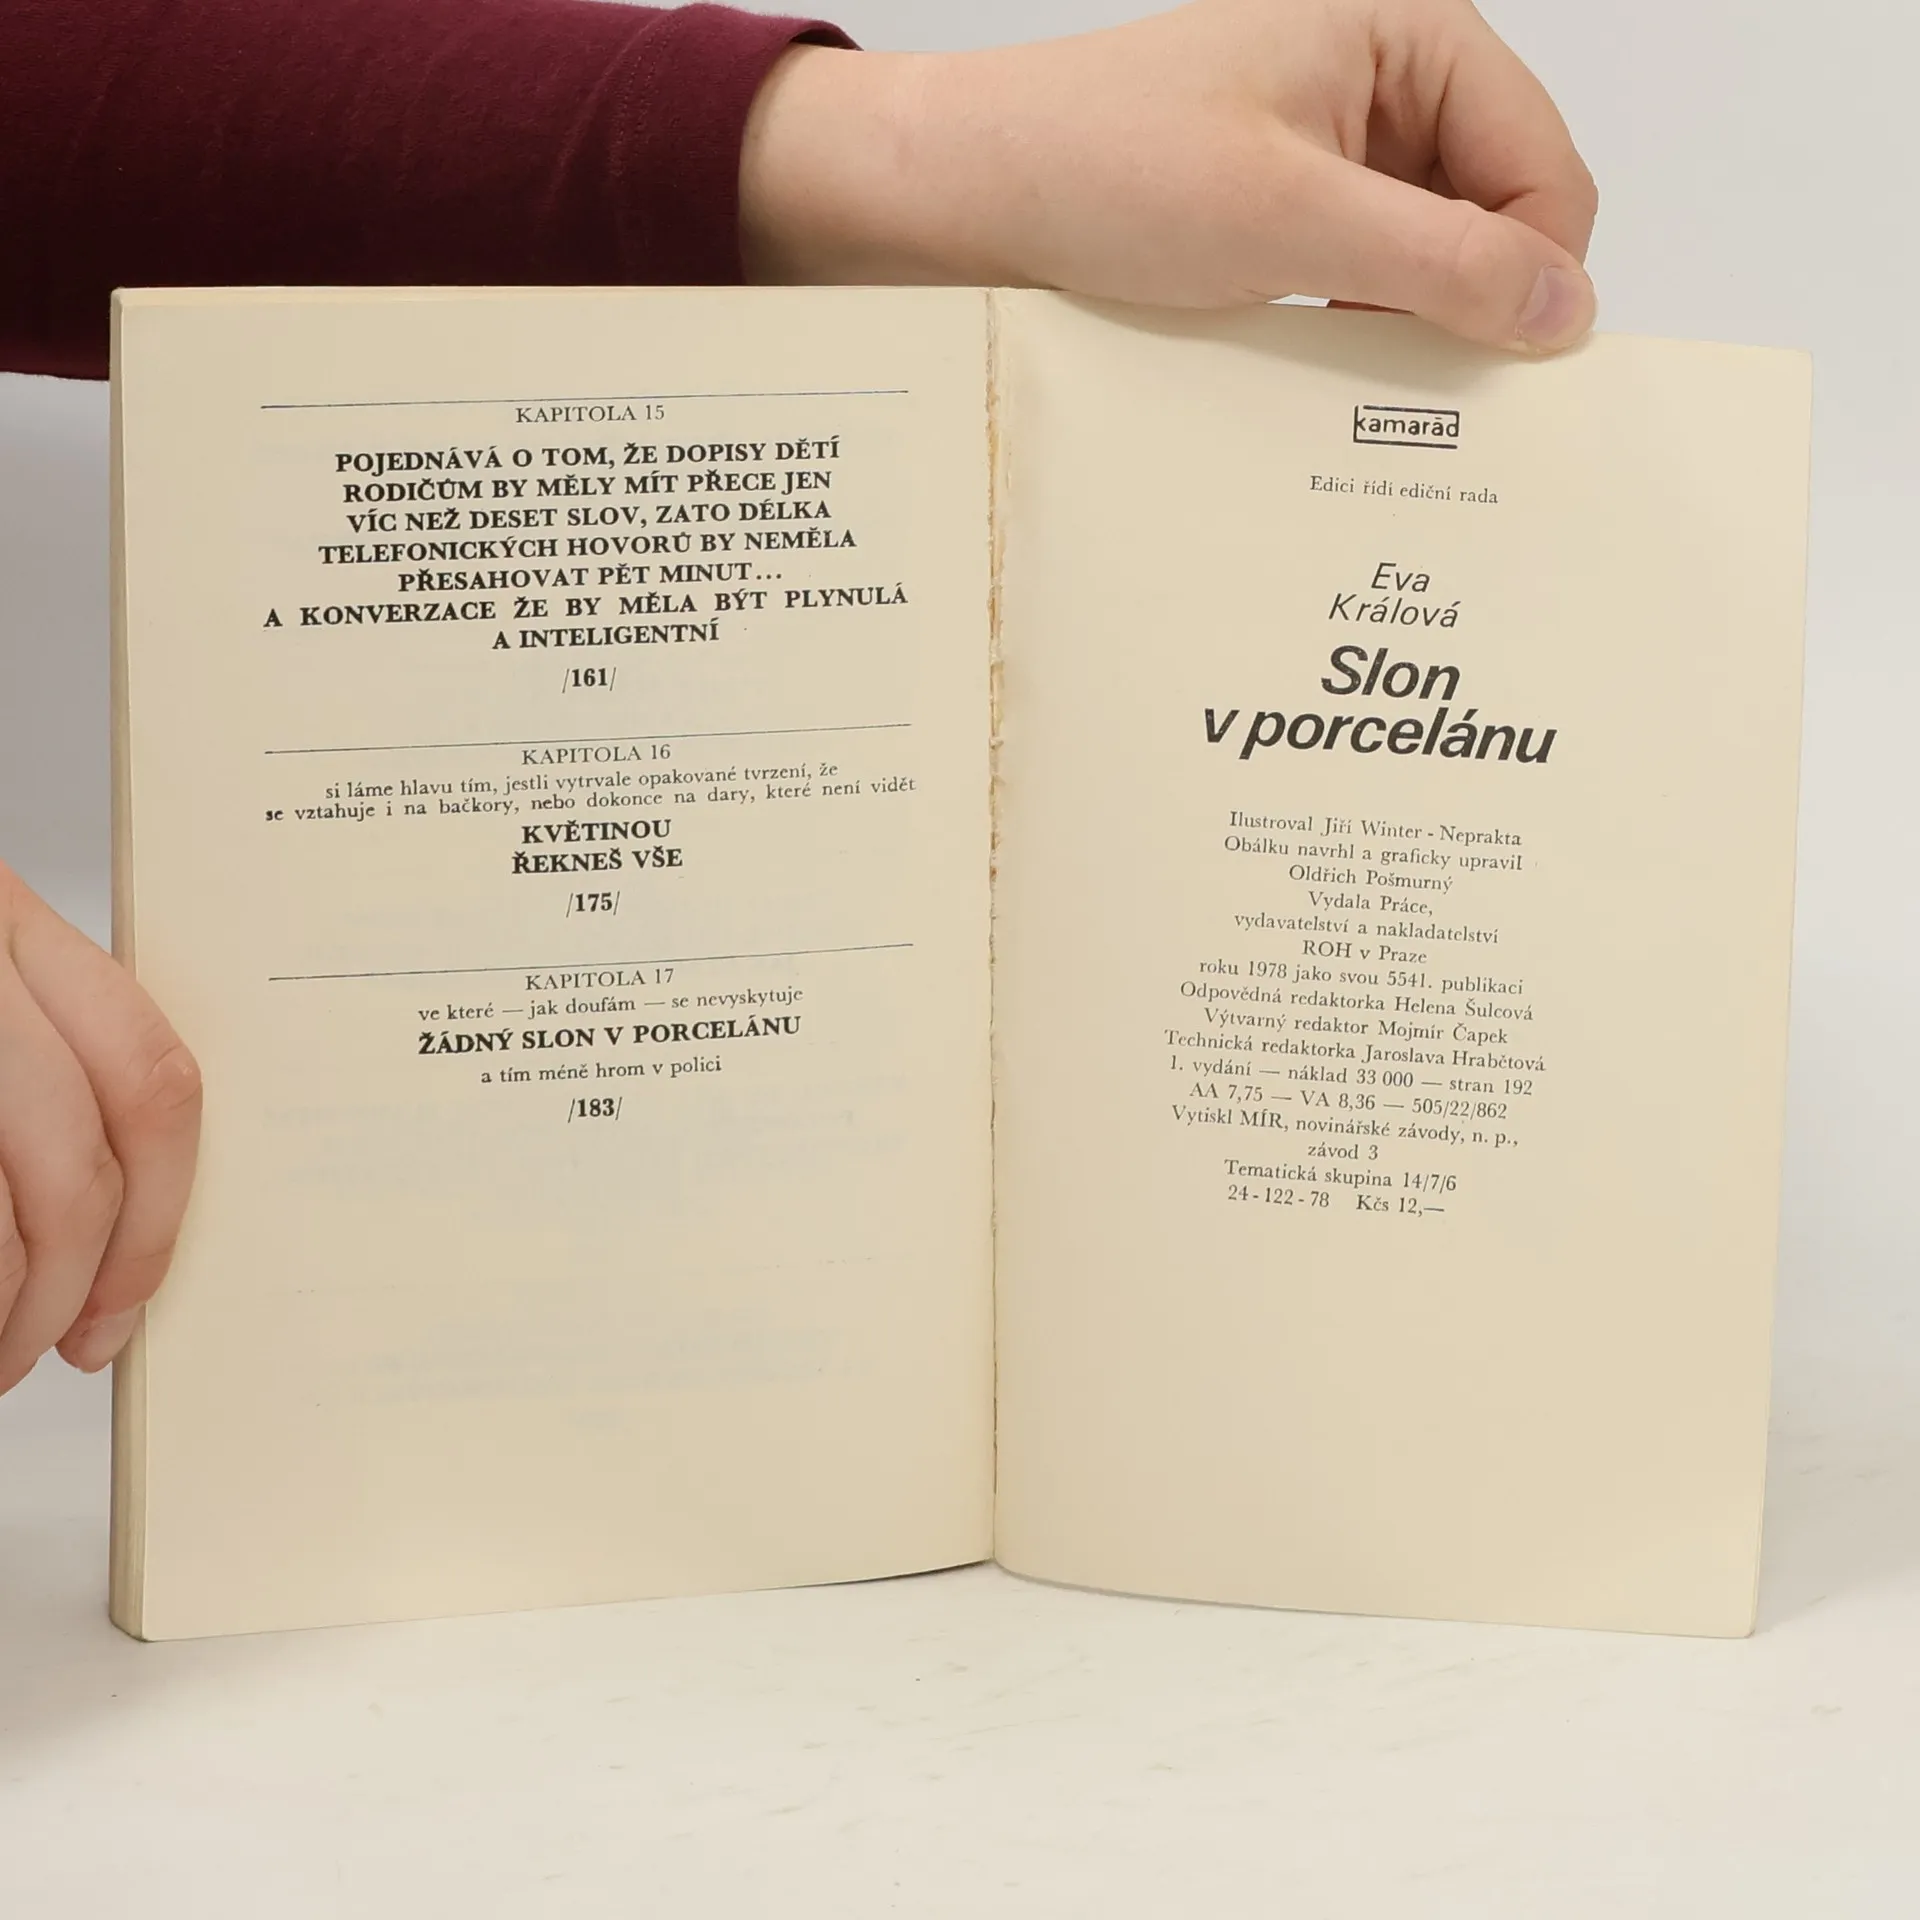 KAPITOLA 15
POJEDNÁVÁ O TOM, ŽE DOPISY DĚTÍ
RODIČŮM BY MĚLY MÍT PŘECE JEN
VÍC NEŽ DESET SLOV, ZATO DÉLKA
TELEFONICKÝCH HOVORŮ BY NEMĚLA
PŘESAHOVAT PĚT MINUT...
A KONVERZACE ŽE BY MĚLA BÝT PLYNULÁ
A INTELIGENTNÍ
/161/
KAPITOLA 16
si láme hlavu tím, jestli vytrvale opakované tvrzení, že
se vztahuje i na bačkory, nebo dokonce na dary, které není vidět
KVĚTINOU
ŘEKNEŠ VŠE
/175/
KAPITOLA 17
ve které — jak doufám — se nevyskytuje
ŽÁDNÝ SLON V PORCELÁNU
a tím méně hrom v polici
/183/
kamarád
Edici řídí ediční rada
Eva
Králová
Slon
v porcelánu
Ilustroval Jiří Winter - Neprakta
Obálku navrhl a graficky upravil
Oldřich Pošmurný
Vydala Práce,
vydavatelství a nakladatelství
ROH v Praze
roku 1978 jako svou 5541. publikaci
Odpovědná redaktorka Helena Šulcová
Výtvarný redaktor Mojmír Čapek
Technická redaktorka Jaroslava Hrabětová
1. vydání — náklad 33 000 — stran 192
AA 7,75 — VA 8,36 — 505/22/862
Vytiskl MÍR, novinářské závody, n. p.,
závod 3
Tematická skupina 14/7/6
24 - 122 - 78 Kčs 12,—